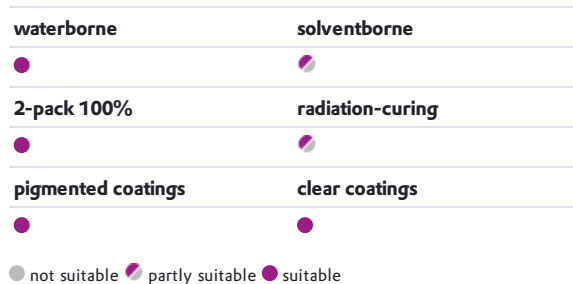 waterborne solventborne
2-pack 100% radiation-curing
pigmented coatings clear coatings
not suitable partly suitable suitable